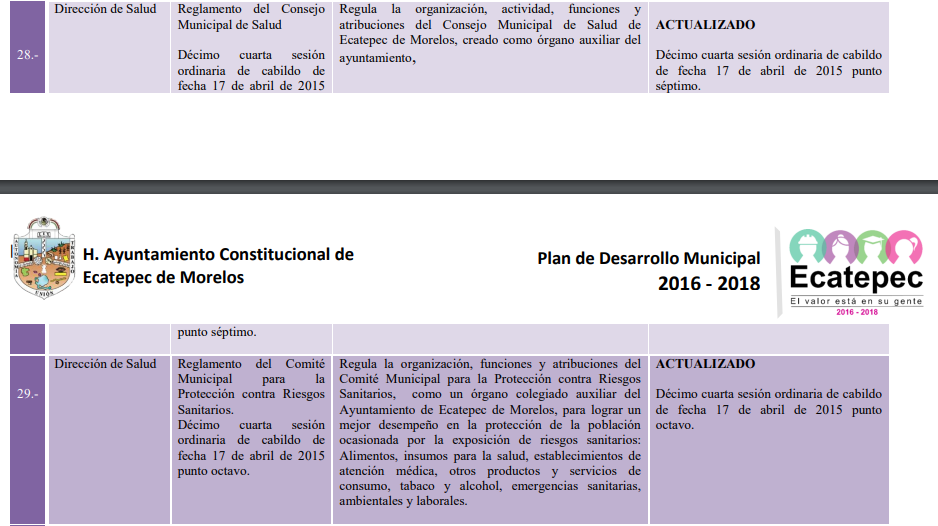 28.-
Dirección de Salud
Reglamento del Consejo
Municipal de Salud
Décimo cuarta sesión
ordinaria de cabildo de
fecha 17 de abril de 2015
Regula la organización, actividad, funciones y
atribuciones del Consejo Municipal de Salud de
Ecatepec de Morelos, creado como órgano auxiliar del
ayuntamiento,
ACTUALIZADO
Décimo cuarta sesión ordinaria de cabildo
de fecha 17 de abril de 2015 punto
séptimo.
H. Ayuntamiento Constitucional de
Ecatepec de Morelos
Plan de Desarrollo Municipal
2016 - 2018
Ecatepec
El valor está en su gente
2016 - 2018
punto séptimo.
29.-
Dirección de Salud
Reglamento del Comité
Municipal para la
Protección contra Riesgos
Sanitarios.
Décimo cuarta sesión
ordinaria de cabildo de
fecha 17 de abril de 2015
punto octavo.
Regula la organización, funciones y atribuciones del
Comité Municipal para la Protección contra Riesgos
Sanitarios, como un órgano colegiado auxiliar del
Ayuntamiento de Ecatepec de Morelos, para lograr un
mejor desempeño en la protección de la población
ocasionada por la exposición de riesgos sanitarios:
Alimentos, insumos para la salud, establecimientos de
atención médica, otros productos y servicios de
consumo, tabaco y alcohol, emergencias sanitarias,
ambientales y laborales.
ACTUALIZADO
Décimo cuarta sesión ordinaria de cabildo
de fecha 17 de abril de 2015 punto
octavo.